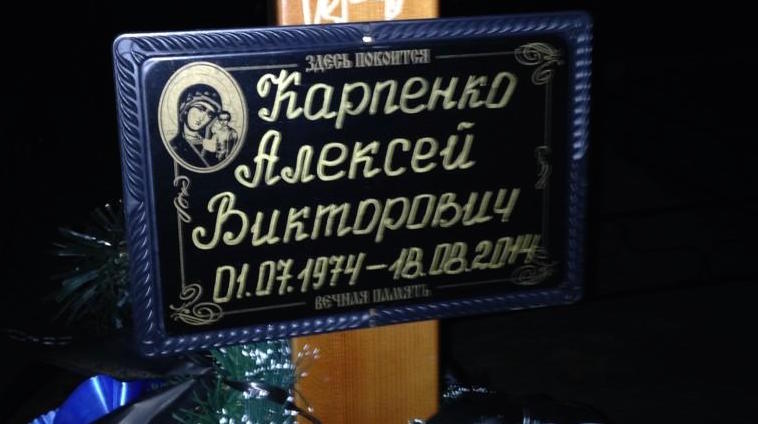 ЗДЕСЬ ПОКОИТСЯ
Карпенко
Алексей
Викторович
01.07.1974–18.08.2014
ВЕЧНАЯ ПАМЯТЬ